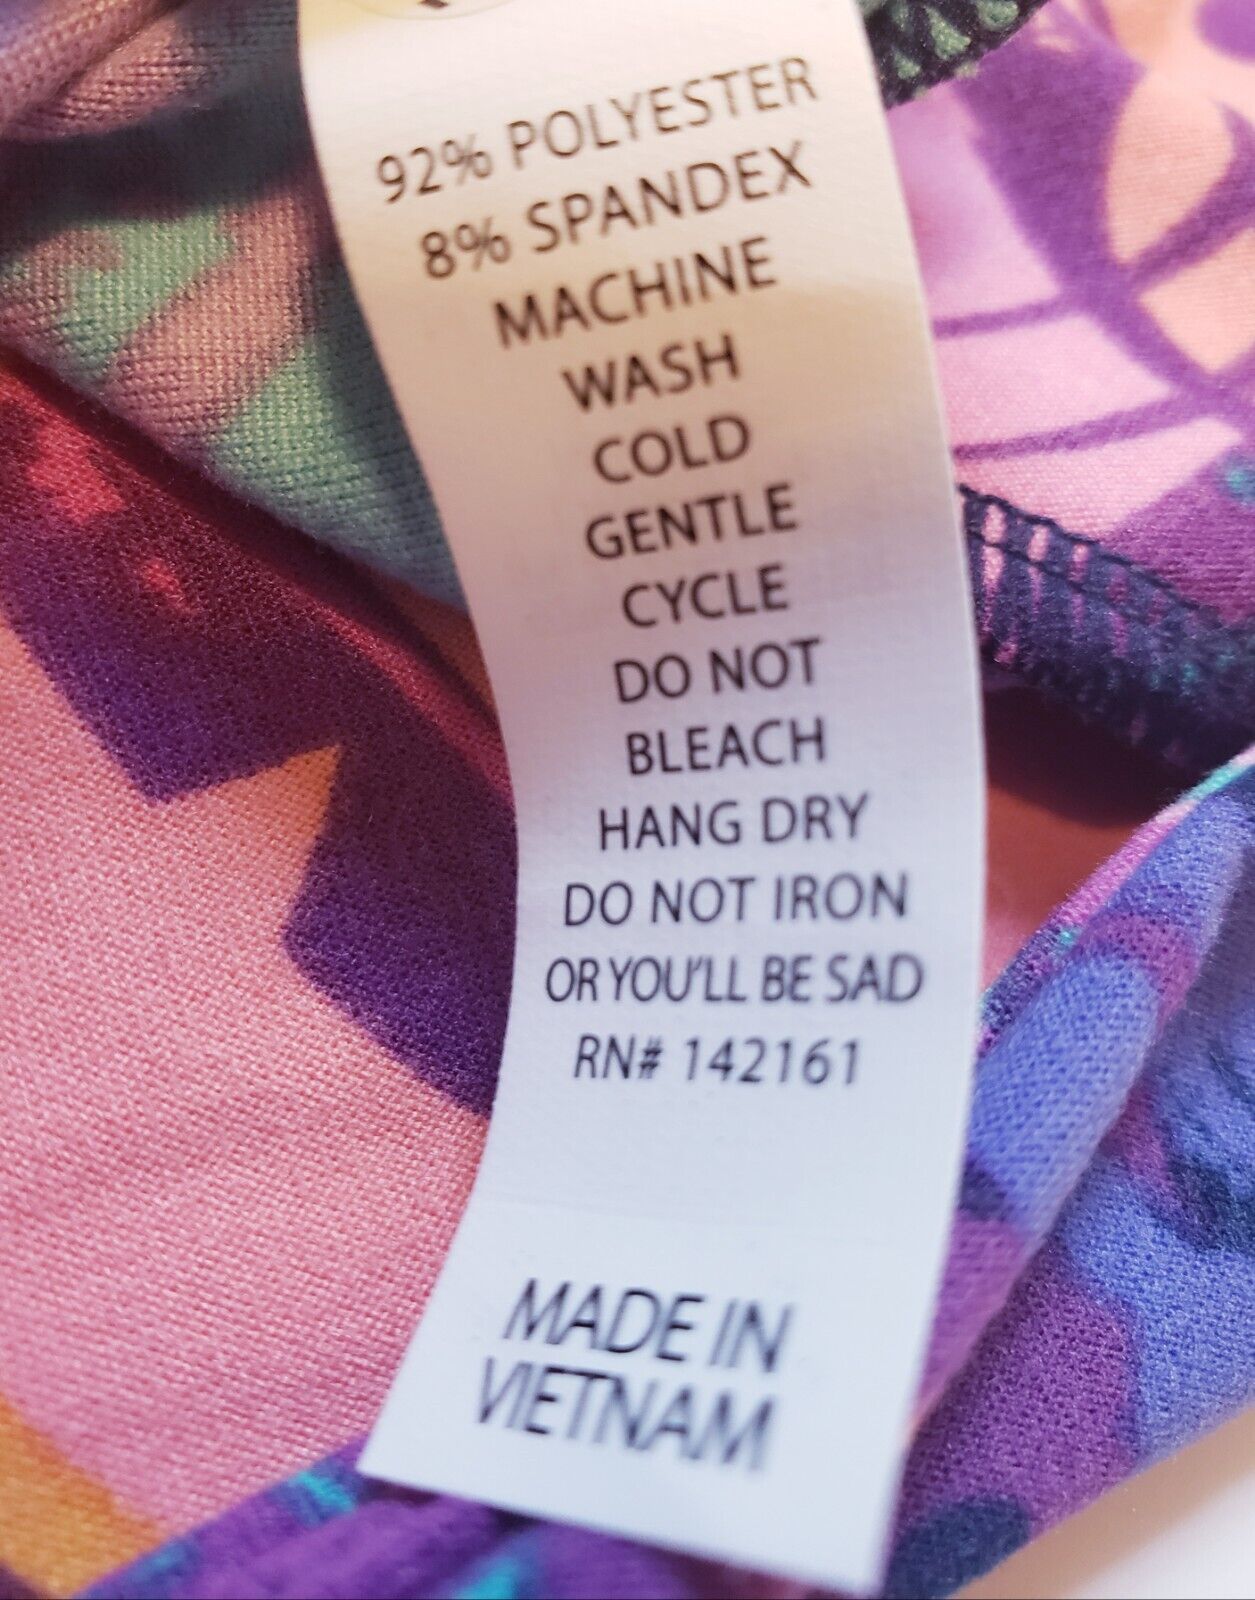 92% POLYESTER
8% SPANDEX
MACHINE
WASH
COLD
GENTLE
CYCLE
DO NOT
BLEACH
HANG DRY
DO NOT IRON
OR YOU'LL BE SAD
RN# 142161
MADE IN
VIETNAM